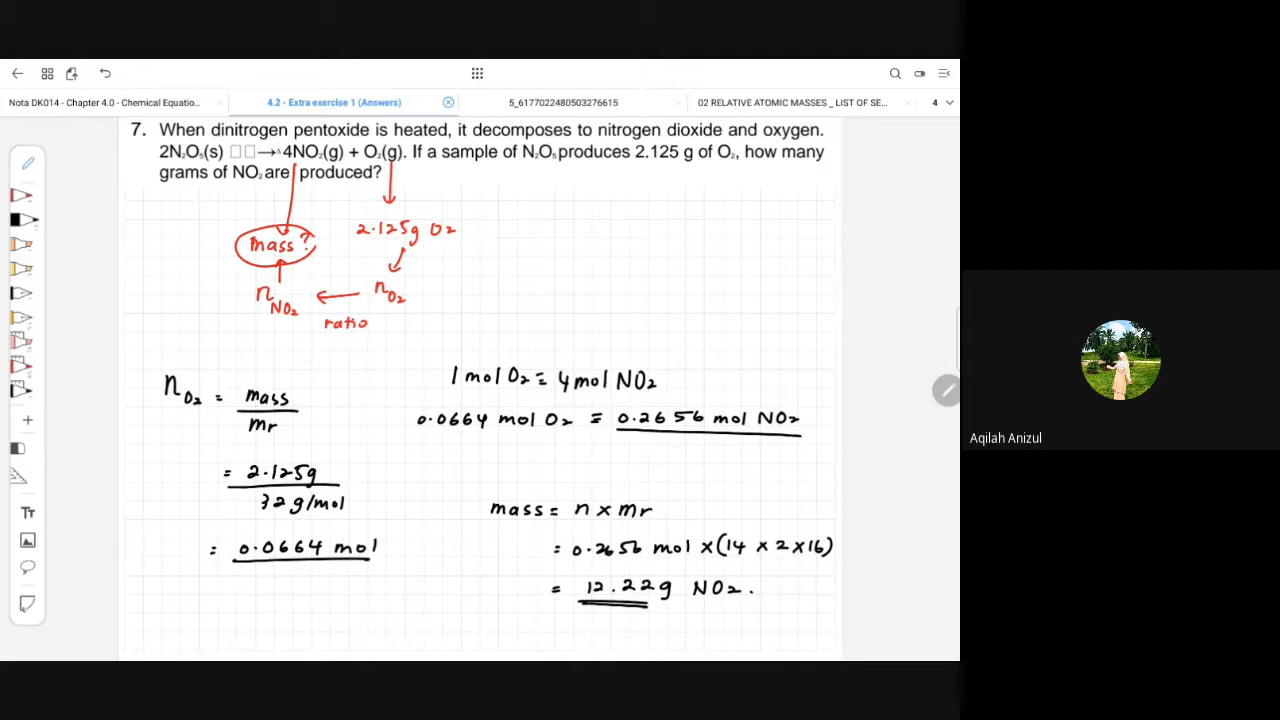 Nota DK014 - Chapter 4.0 - Chemical Equatio...
4.2 - Extra exercise 1 (Answers)
5_6177022480503276615
02 RELATIVE ATOMIC MASSES _ LIST OF SE...
4
7. When dinitrogen pentoxide is heated, it decomposes to nitrogen dioxide and oxygen.
2N₂O₅(s) □□→ 4NO₂(g) + O₂(g). If a sample of N₂O₅ produces 2.125 g of O₂, how many
grams of NO₂ are produced?
2.125g O2
mass?
nNO2 ← nO2
ratio
nO2 = mass
mr
= 2.125g
32 g/mol
= 0.0664 mol
1 mol O2 ≡ 4 mol NO2
0.0664 mol O2 ≡ 0.2656 mol NO2
mass = n × mr
= 0.2656 mol × (14 × 2 × 16)
= 12.22g NO2.
Tт
Aqilah Anizul